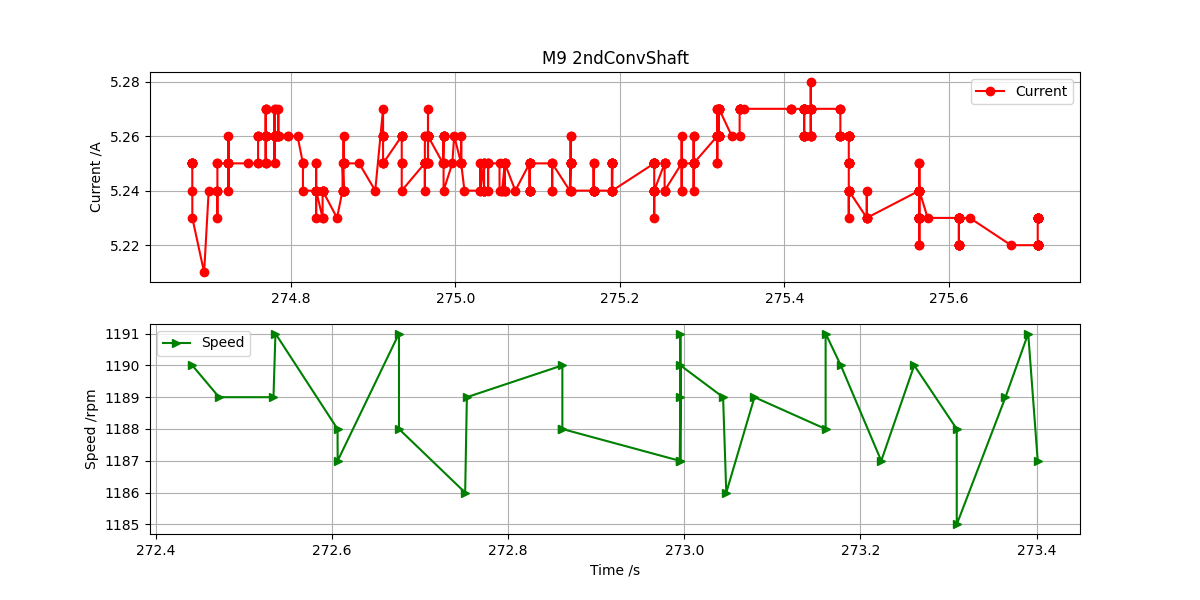 M9 2ndConvShaft
5.28
5.26
5.24
5.22
Current /A
Current
274.8 275.0 275.2 275.4 275.6
1191
1190
1189
1188
1187
1186
1185
Speed /rpm
Speed
272.4 272.6 272.8 273.0 273.2 273.4
Time /s